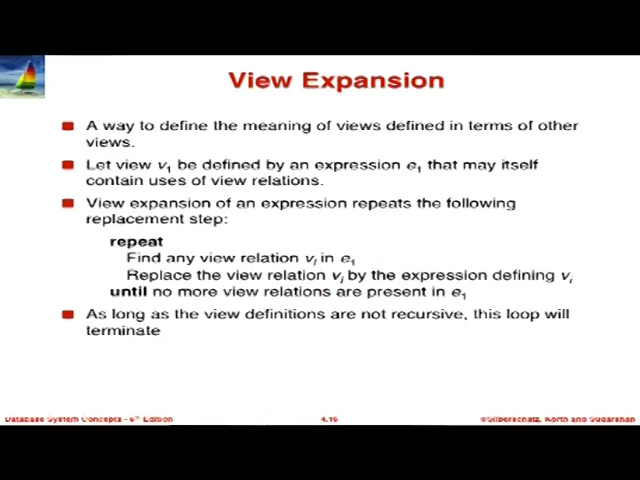 View Expansion
A way to define the meaning of views defined in terms of other
views.
Let view v1 be defined by an expression e1 that may itself
contain uses of view relations.
View expansion of an expression repeats the following
replacement step:
repeat
Find any view relation vi in e1
Replace the view relation vi by the expression defining vi
until no more view relations are present in e1
As long as the view definitions are not recursive, this loop will
terminate
Database System Concepts - 6th Edition
4.16
©Silberschatz, Korth and Sudarshan